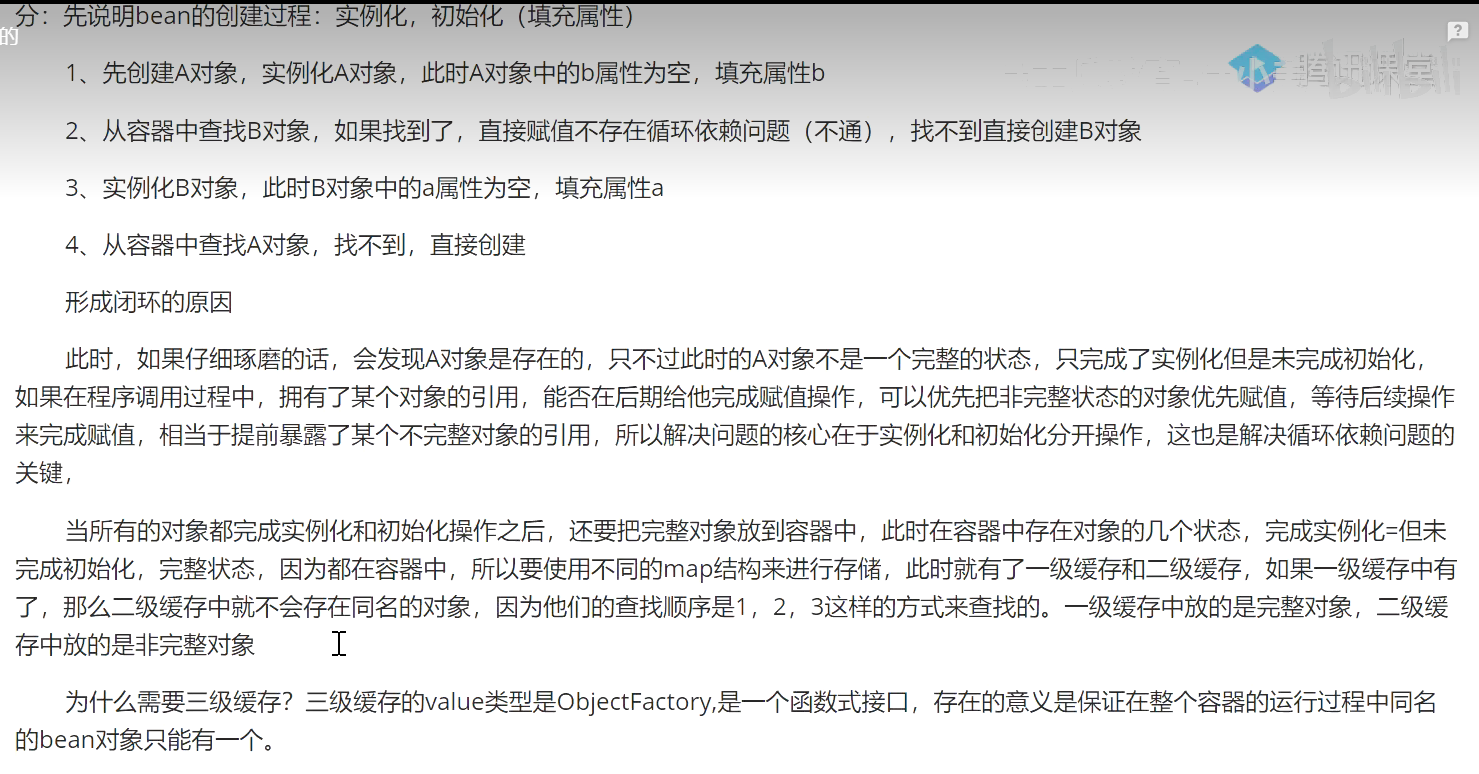 分：先说明bean的创建过程：实例化，初始化（填充属性）
的
1、先创建A对象，实例化A对象，此时A对象中的b属性为空，填充属性b
腾讯课堂
2、从容器中查找B对象，如果找到了，直接赋值不存在循环依赖问题（不通），找不到直接创建B对象
3、实例化B对象，此时B对象中的a属性为空，填充属性a
4、从容器中查找A对象，找不到，直接创建
形成闭环的原因
此时，如果仔细琢磨的话，会发现A对象是存在的，只不过此时的A对象不是一个完整的状态，只完成了实例化但是未完成初始化，
如果在程序调用过程中，拥有了某个对象的引用，能否在后期给他完成赋值操作，可以优先把非完整状态的对象优先赋值，等待后续操作
来完成赋值，相当于提前暴露了某个不完整对象的引用，所以解决问题的核心在于实例化和初始化分开操作，这也是解决循环依赖问题的
关键，
当所有的对象都完成实例化和初始化操作之后，还要把完整对象放到容器中，此时在容器中存在对象的几个状态，完成实例化=但未
完成初始化，完整状态，因为都在容器中，所以要使用不同的map结构来进行存储，此时就有了一级缓存和二级缓存，如果一级缓存中有
了，那么二级缓存中就不会存在同名的对象，因为他们的查找顺序是1，2，3这样的方式来查找的。一级缓存中放的是完整对象，二级缓
存中放的是非完整对象
为什么需要三级缓存？三级缓存的value类型是ObjectFactory,是一个函数式接口，存在的意义是保证在整个容器的运行过程中同名
的bean对象只能有一个。